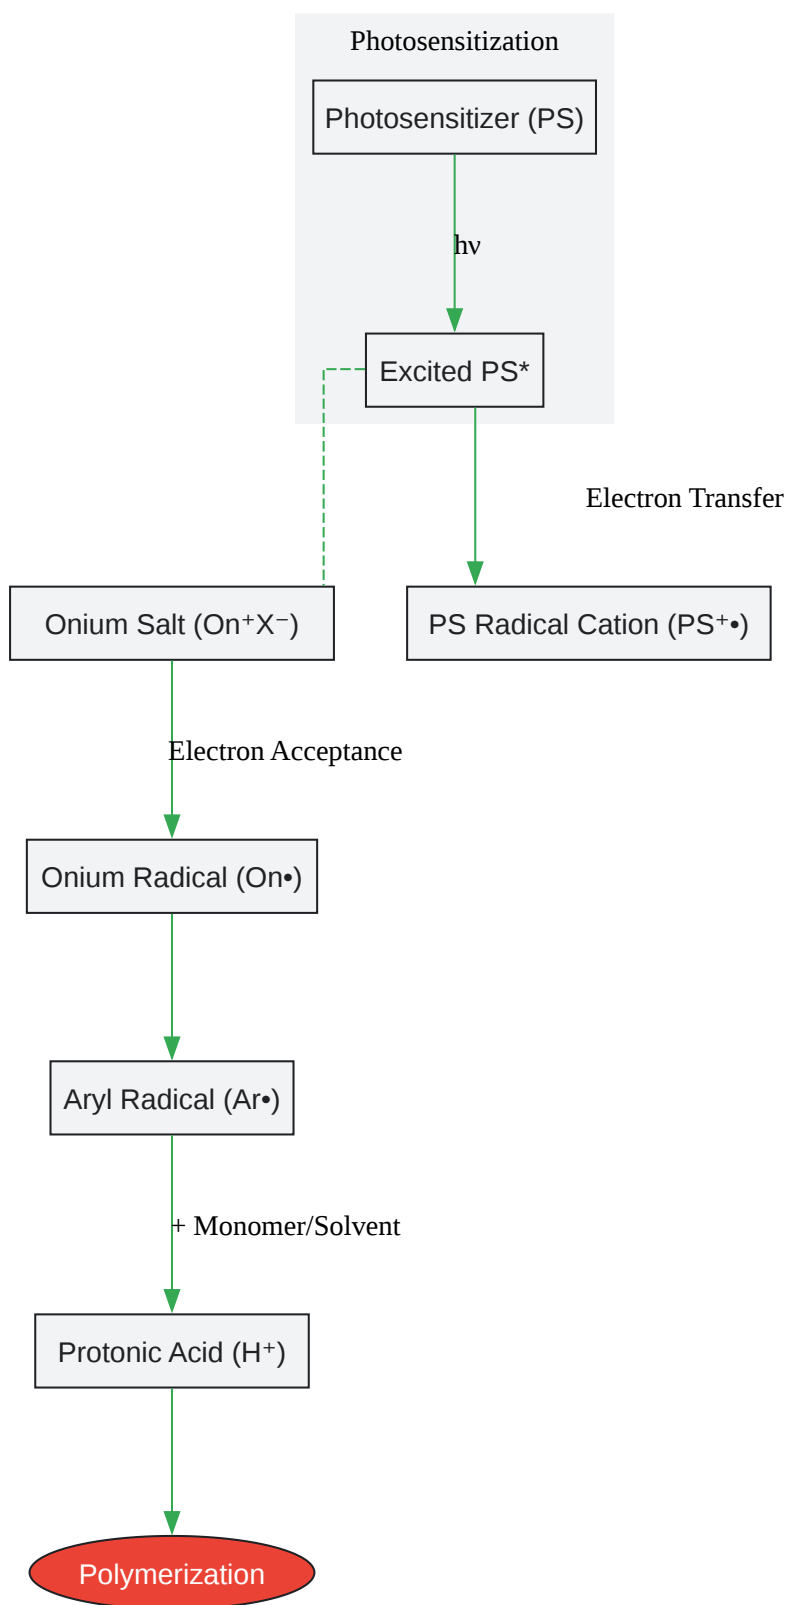 Photosensitization
Photosensitizer (PS)
hν
Excited PS*
Electron Transfer
Onium Salt (On⁺X⁻)
PS Radical Cation (PS⁺•)
Electron Acceptance
Onium Radical (On•)
Aryl Radical (Ar•)
+ Monomer/Solvent
Protonic Acid (H⁺)
Polymerization